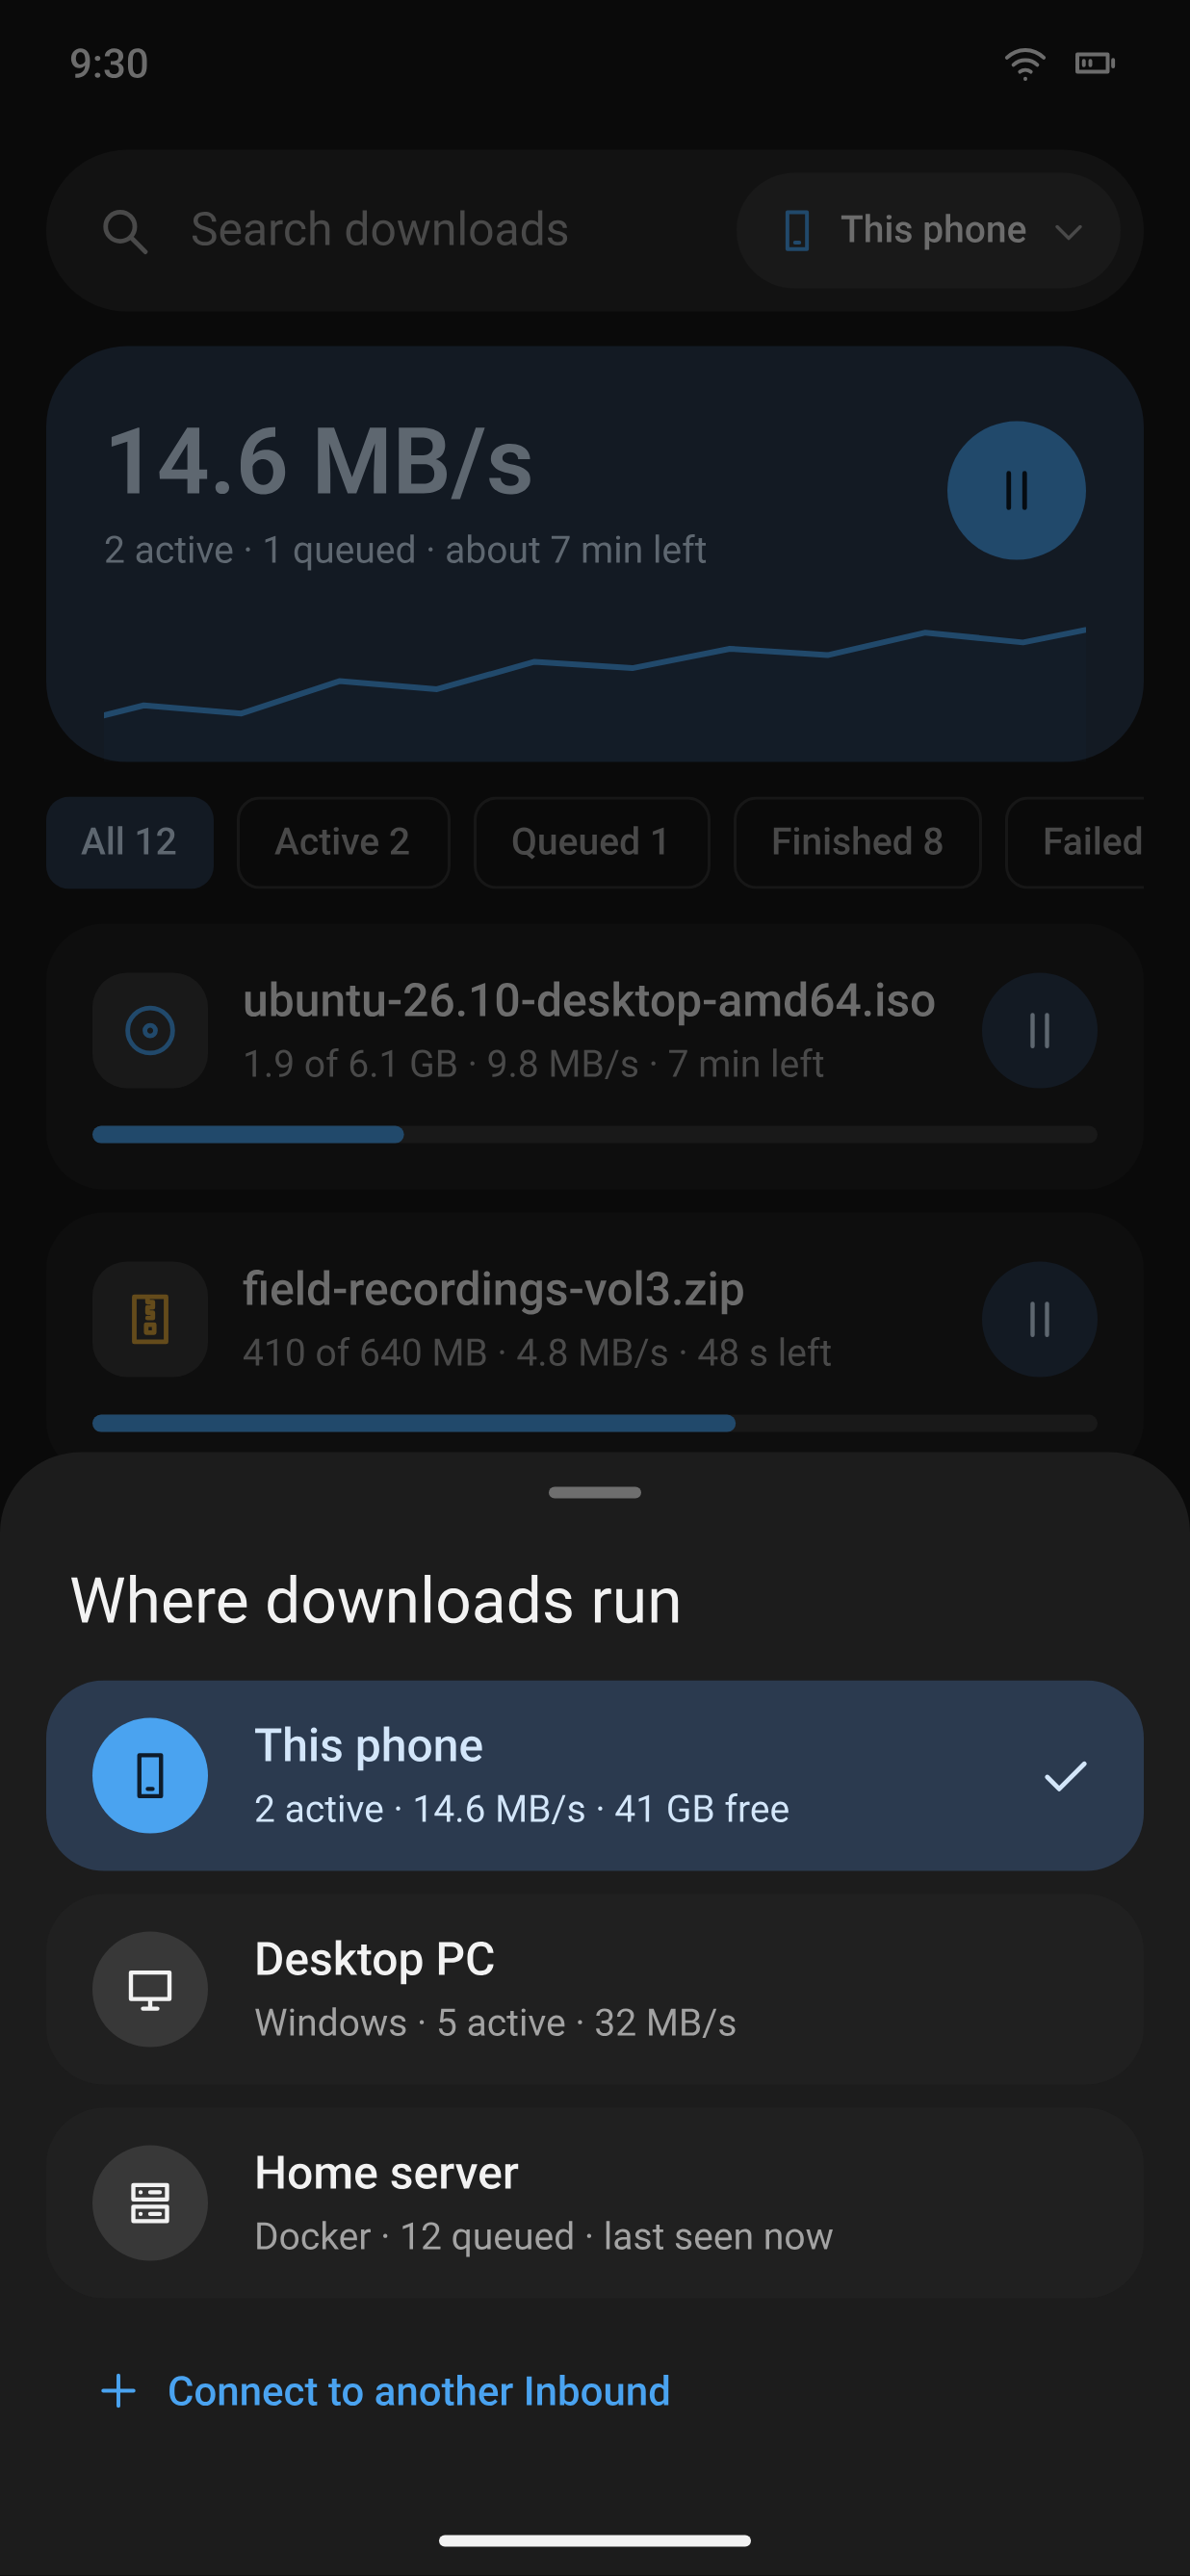 9:30
Search downloads
This phone
14.6 MB/s
2 active · 1 queued · about 7 min left
All 12
Active 2
Queued 1
Finished 8
Failed
ubuntu-26.10-desktop-amd64.iso
1.9 of 6.1 GB · 9.8 MB/s · 7 min left
field-recordings-vol3.zip
410 of 640 MB · 4.8 MB/s · 48 s left
Where downloads run
This phone
2 active · 14.6 MB/s · 41 GB free
Desktop PC
Windows · 5 active · 32 MB/s
Home server
Docker · 12 queued · last seen now
Connect to another Inbound